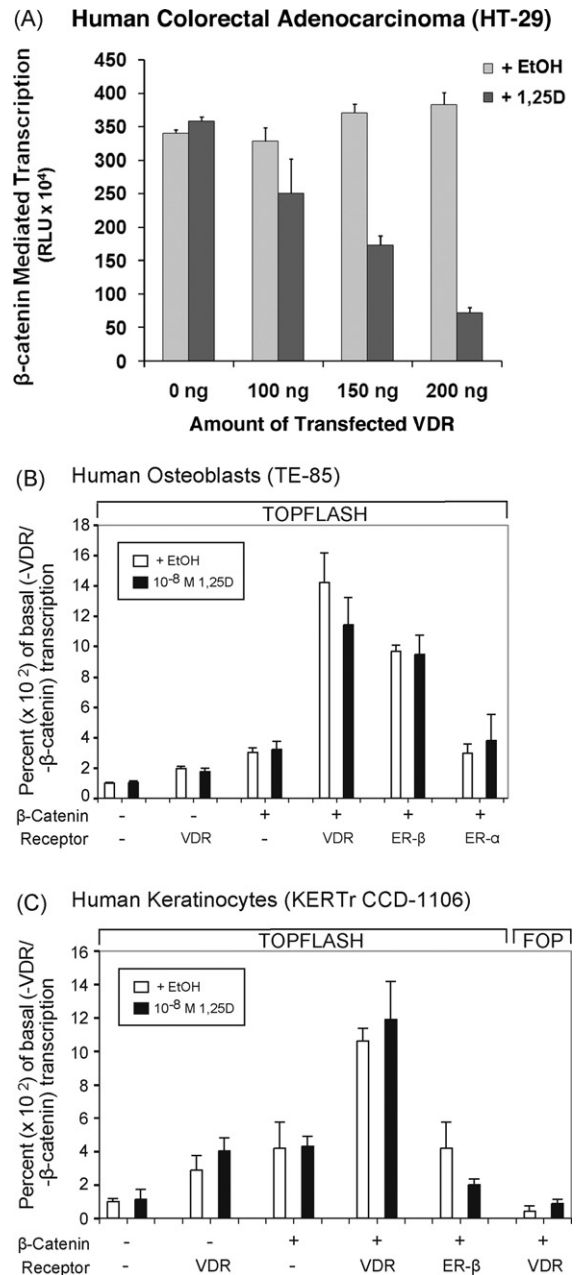 (A) Human Colorectal Adenocarcinoma (HT-29)
β-catenin Mediated Transcription
(RLU x 10⁴)
450
400
350
300
250
200
150
100
50
0
+ EtOH
+ 1,25D
0 ng 100 ng 150 ng 200 ng
Amount of Transfected VDR
(B) Human Osteoblasts (TE-85)
TOPFLASH
Percent (x 10²) of basal (-VDR/
-β-catenin) transcription
18
16
14
12
10
8
6
4
2
0
+ EtOH
10⁻⁸ M 1,25D
β-Catenin - - + + + +
Receptor - VDR - VDR ER-β ER-α
(C) Human Keratinocytes (KERTr CCD-1106)
TOPFLASH FOP
Percent (x 10²) of basal (-VDR/
-β-catenin) transcription
16
14
12
10
8
6
4
2
0
+ EtOH
10⁻⁸ M 1,25D
β-Catenin - - + + + +
Receptor - VDR - VDR ER-β VDR